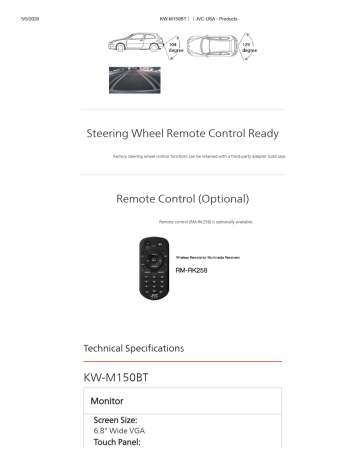 5/5/2020 KW-M150BT | | JVC USA - Products -
104 degree
129 degree
Steering Wheel Remote Control Ready
Factory steering wheel control functions can be retained with a third party adapter (sold sep
Remote Control (Optional)
Remote control (RM-RK258) is optionally available.
Wireless Remote for Multimedia Receivers
RM-RK258
JVC
Technical Specifications
KW-M150BT
Monitor
Screen Size:
6.8" Wide VGA
Touch Panel: